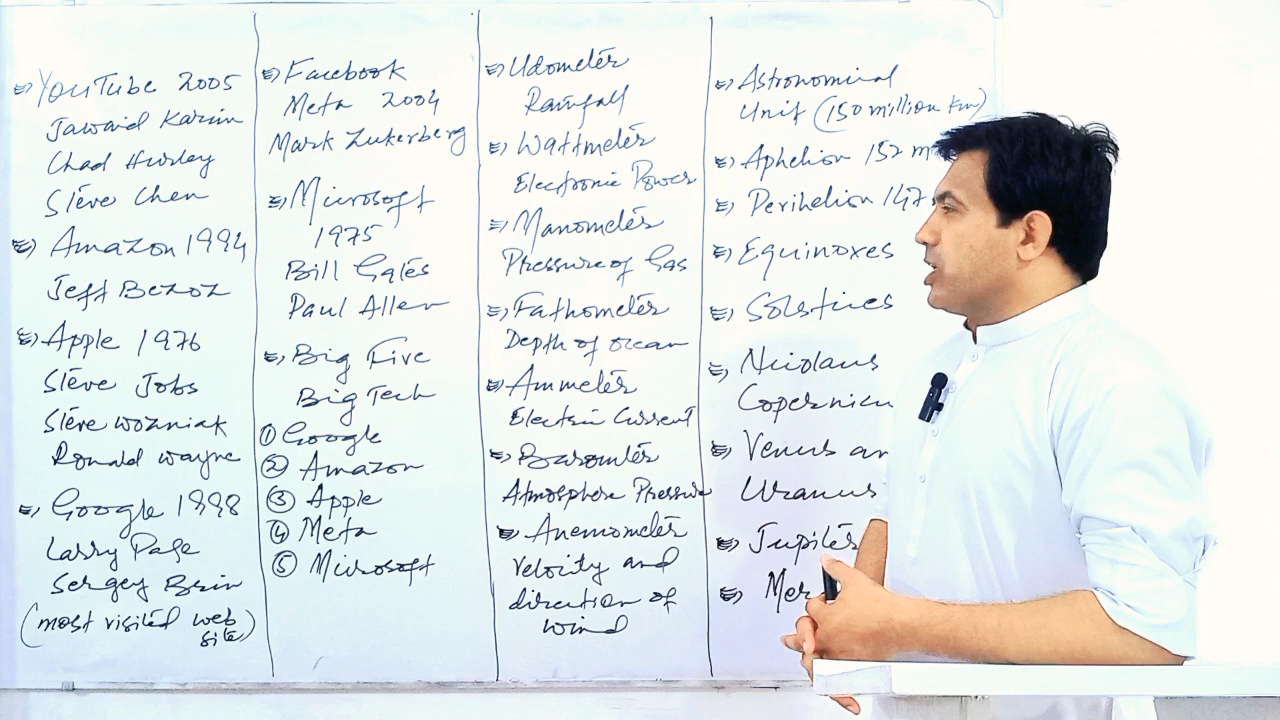 YouTube 2005
Jawaid Karim
Chad Hurley
Steve Chen
Amazon 1994
Jeff Bezoz
Apple 1976
Steve Jobs
Steve wozniak
Ronald wayne
Google 1998
Larry Page
Sergey Brin
(most visited web
site)
Facebook
Meta 2004
Mark Zukerberg
Microsoft
1975
Bill Gates
Paul Allen
Big Five
Big Tech
① Google
② Amazon
③ Apple
④ Meta
⑤ Microsoft
Udometer
Rainfall
Wattmeter
Electronic Power
Manometer
Pressure of Gas
Fathometer
Depth of ocean
Ammeter
Electric Current
Barometer
Atmosphere Pressure
Anemometer
Velocity and
direction of
wind
Astronomical
Unit (150 million km)
Aphelion 152 m
Perihelion 147
Equinoxes
Solstices
Nicolaus
Copernicu
Venus an
Uranus
Jupiter
Mer